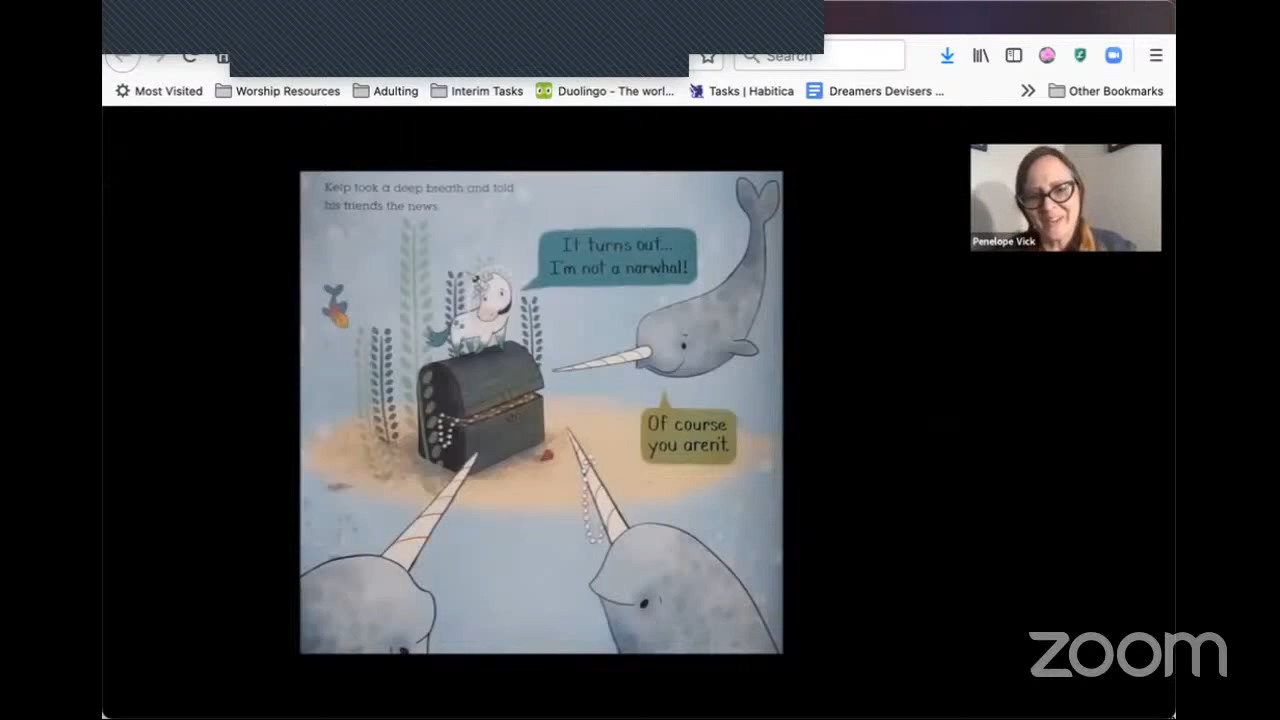 Search
Most Visited Worship Resources Adulting Interim Tasks Duolingo - The worl... Tasks | Habitica Dreamers Devisers ... Other Bookmarks
Kelp took a deep breath and told
his friends the news.
It turns out...
I'm not a narwhal!
Of course
you aren't.
Penelope Vick
zoom